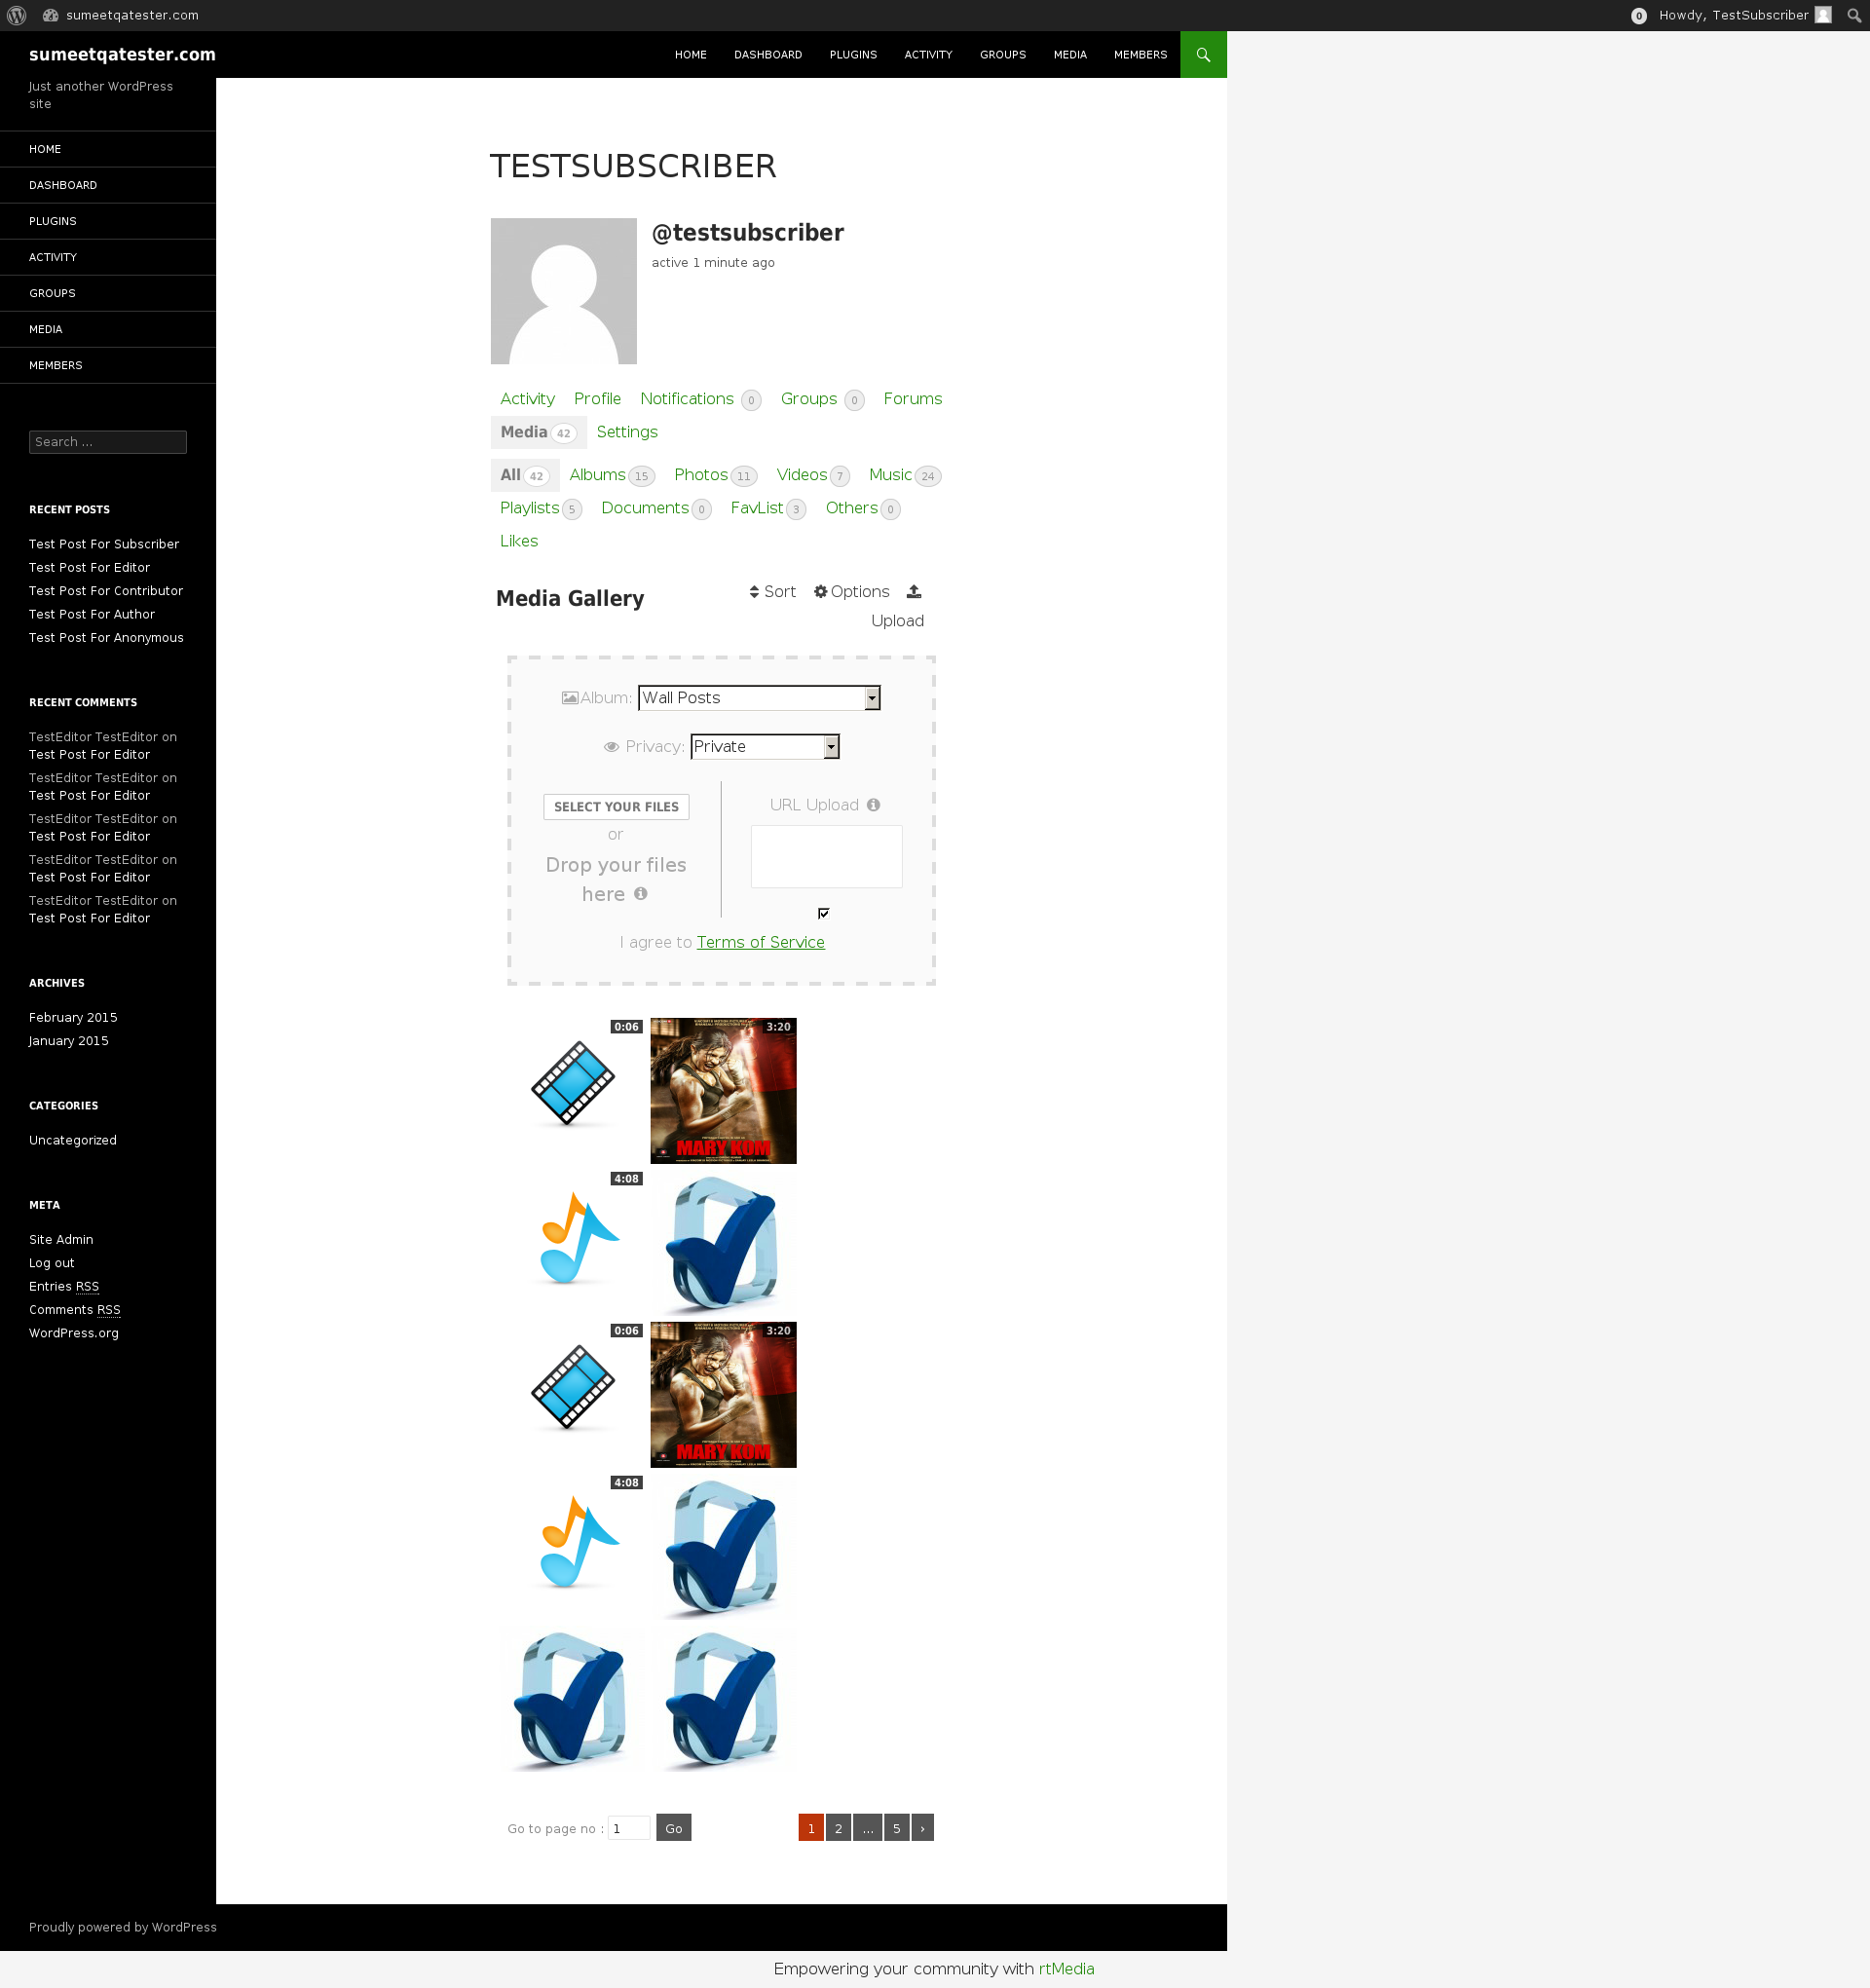 sumeetqatester.com
0 Howdy, TestSubscriber
sumeetqatester.com
HOME DASHBOARD PLUGINS ACTIVITY GROUPS MEDIA MEMBERS
Just another WordPress
site
HOME
DASHBOARD
PLUGINS
ACTIVITY
GROUPS
MEDIA
MEMBERS
Search ...
RECENT POSTS
Test Post For Subscriber
Test Post For Editor
Test Post For Contributor
Test Post For Author
Test Post For Anonymous
RECENT COMMENTS
TestEditor TestEditor on
Test Post For Editor
TestEditor TestEditor on
Test Post For Editor
TestEditor TestEditor on
Test Post For Editor
TestEditor TestEditor on
Test Post For Editor
TestEditor TestEditor on
Test Post For Editor
ARCHIVES
February 2015
January 2015
CATEGORIES
Uncategorized
META
Site Admin
Log out
Entries RSS
Comments RSS
WordPress.org
TESTSUBSCRIBER
@testsubscriber
active 1 minute ago
Activity Profile Notifications 0 Groups 0 Forums
Media 42 Settings
All 42 Albums 15 Photos 11 Videos 7 Music 24
Playlists 5 Documents 0 FavList 3 Others 0
Likes
Media Gallery
Sort Options
Upload
Album: Wall Posts
Privacy: Private
SELECT YOUR FILES
or
Drop your files
here
URL Upload
I agree to Terms of Service
0:06 3:20
MARY KOM
4:08
0:06 3:20
MARY KOM
4:08
Go to page no : 1 Go
1 2 ... 5 ›
Proudly powered by WordPress
Empowering your community with rtMedia